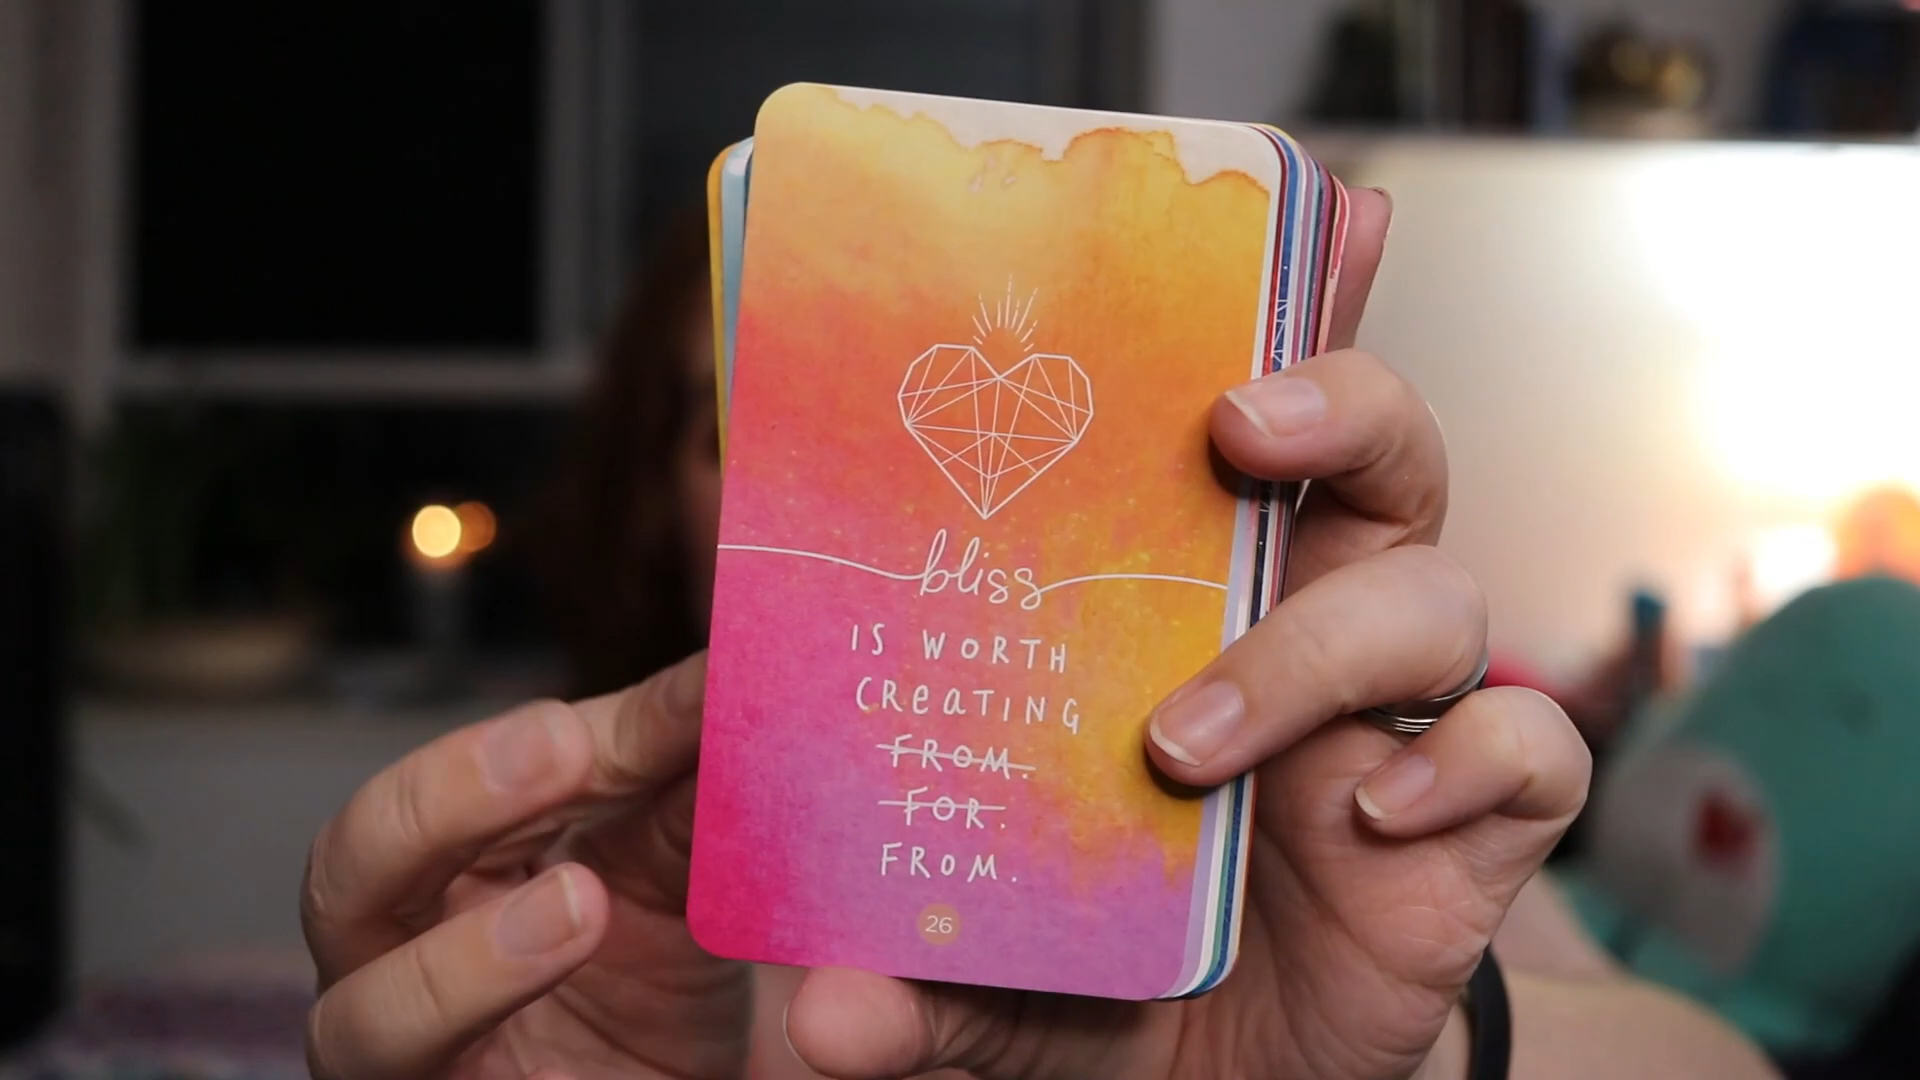 bliss
IS WORTH
CReaTING
FROM.
FOR.
FROM.
26